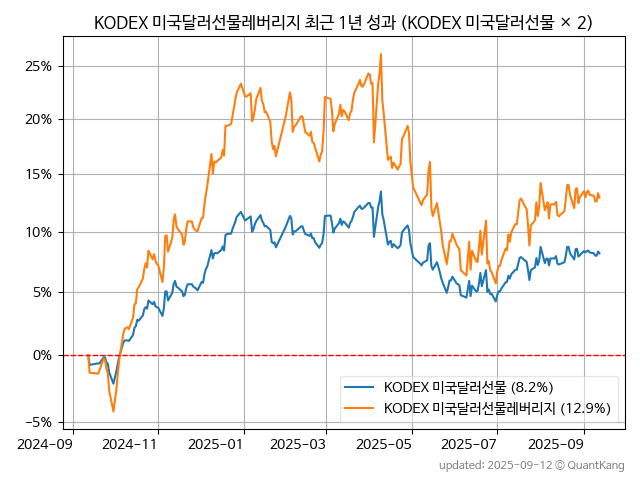 KODEX 미국달러선물레버리지 최근 1년 성과 (KODEX 미국달러선물 × 2)
25%
20%
15%
10%
5%
0%
−5%
KODEX 미국달러선물 (8.2%)
KODEX 미국달러선물레버리지 (12.9%)
2024-09 2024-11 2025-01 2025-03 2025-05 2025-07 2025-09
updated: 2025-09-12 © QuantKang